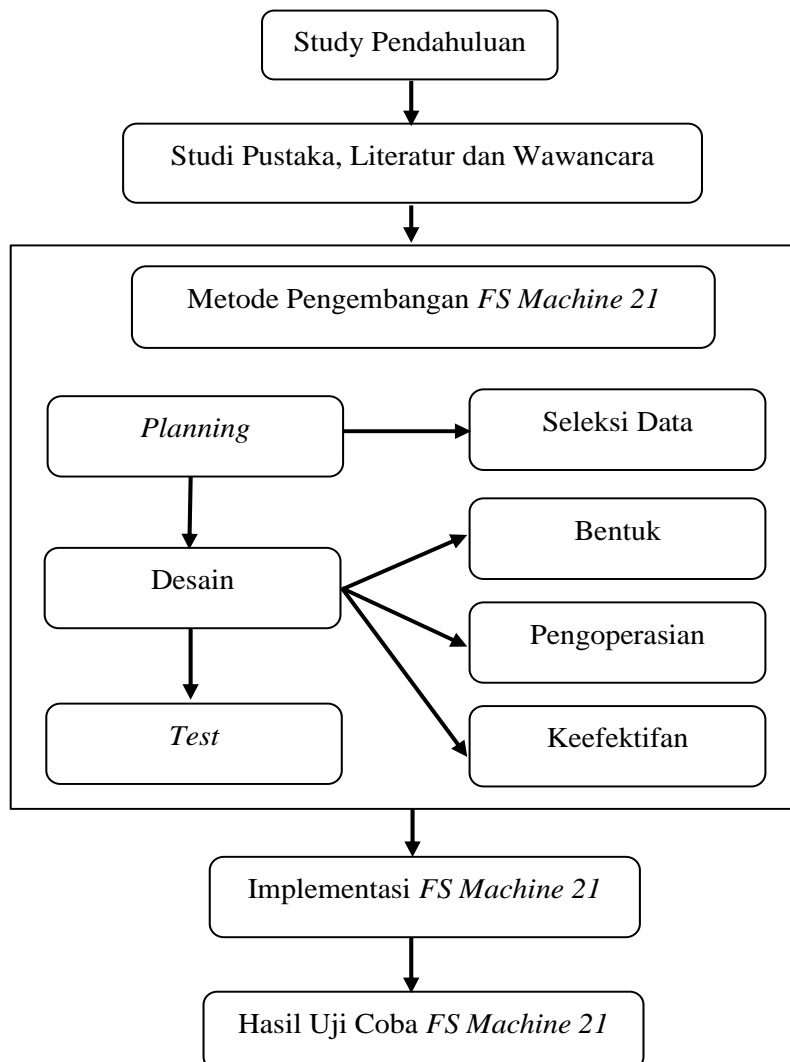 Study Pendahuluan
Studi Pustaka, Literatur dan Wawancara
Metode Pengembangan FS Machine 21
Planning
Seleksi Data
Desain
Bentuk
Pengoperasian
Test
Keefektifan
Implementasi FS Machine 21
Hasil Uji Coba FS Machine 21